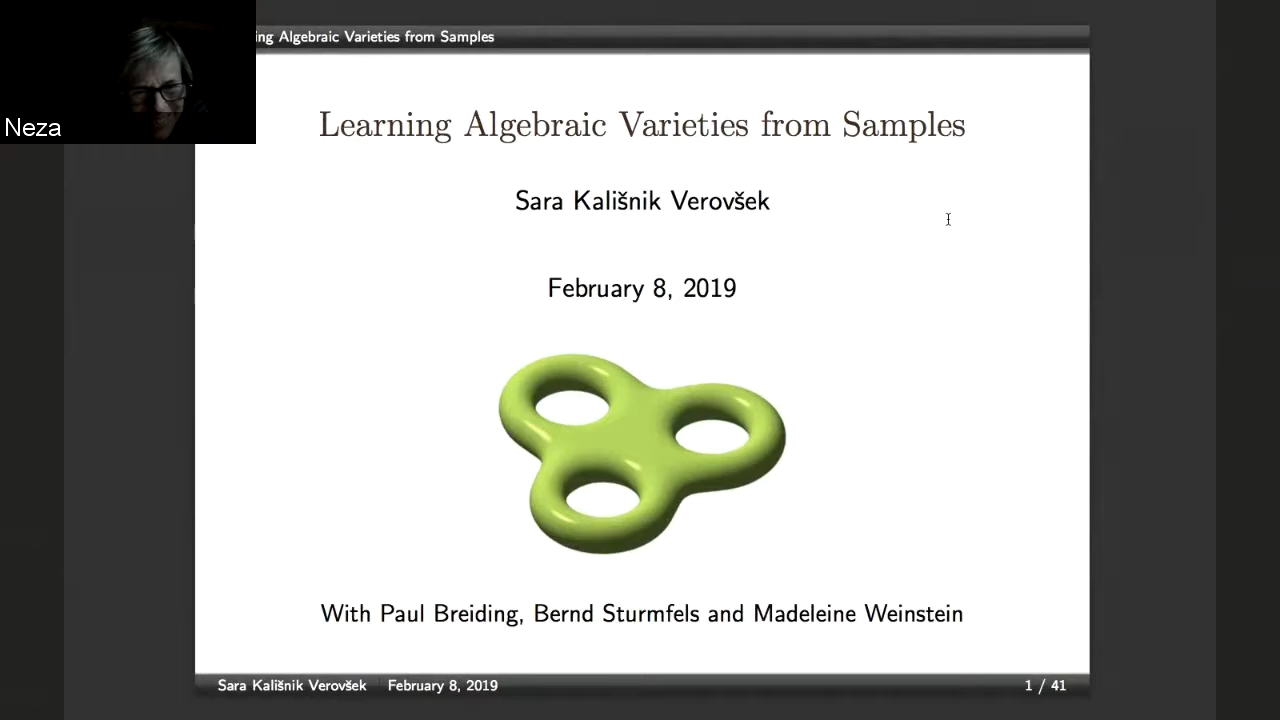 ing Algebraic Varieties from Samples
Neza
Learning Algebraic Varieties from Samples
Sara Kališnik Verovšek
February 8, 2019
With Paul Breiding, Bernd Sturmfels and Madeleine Weinstein
Sara Kališnik Verovšek February 8, 2019 1 / 41